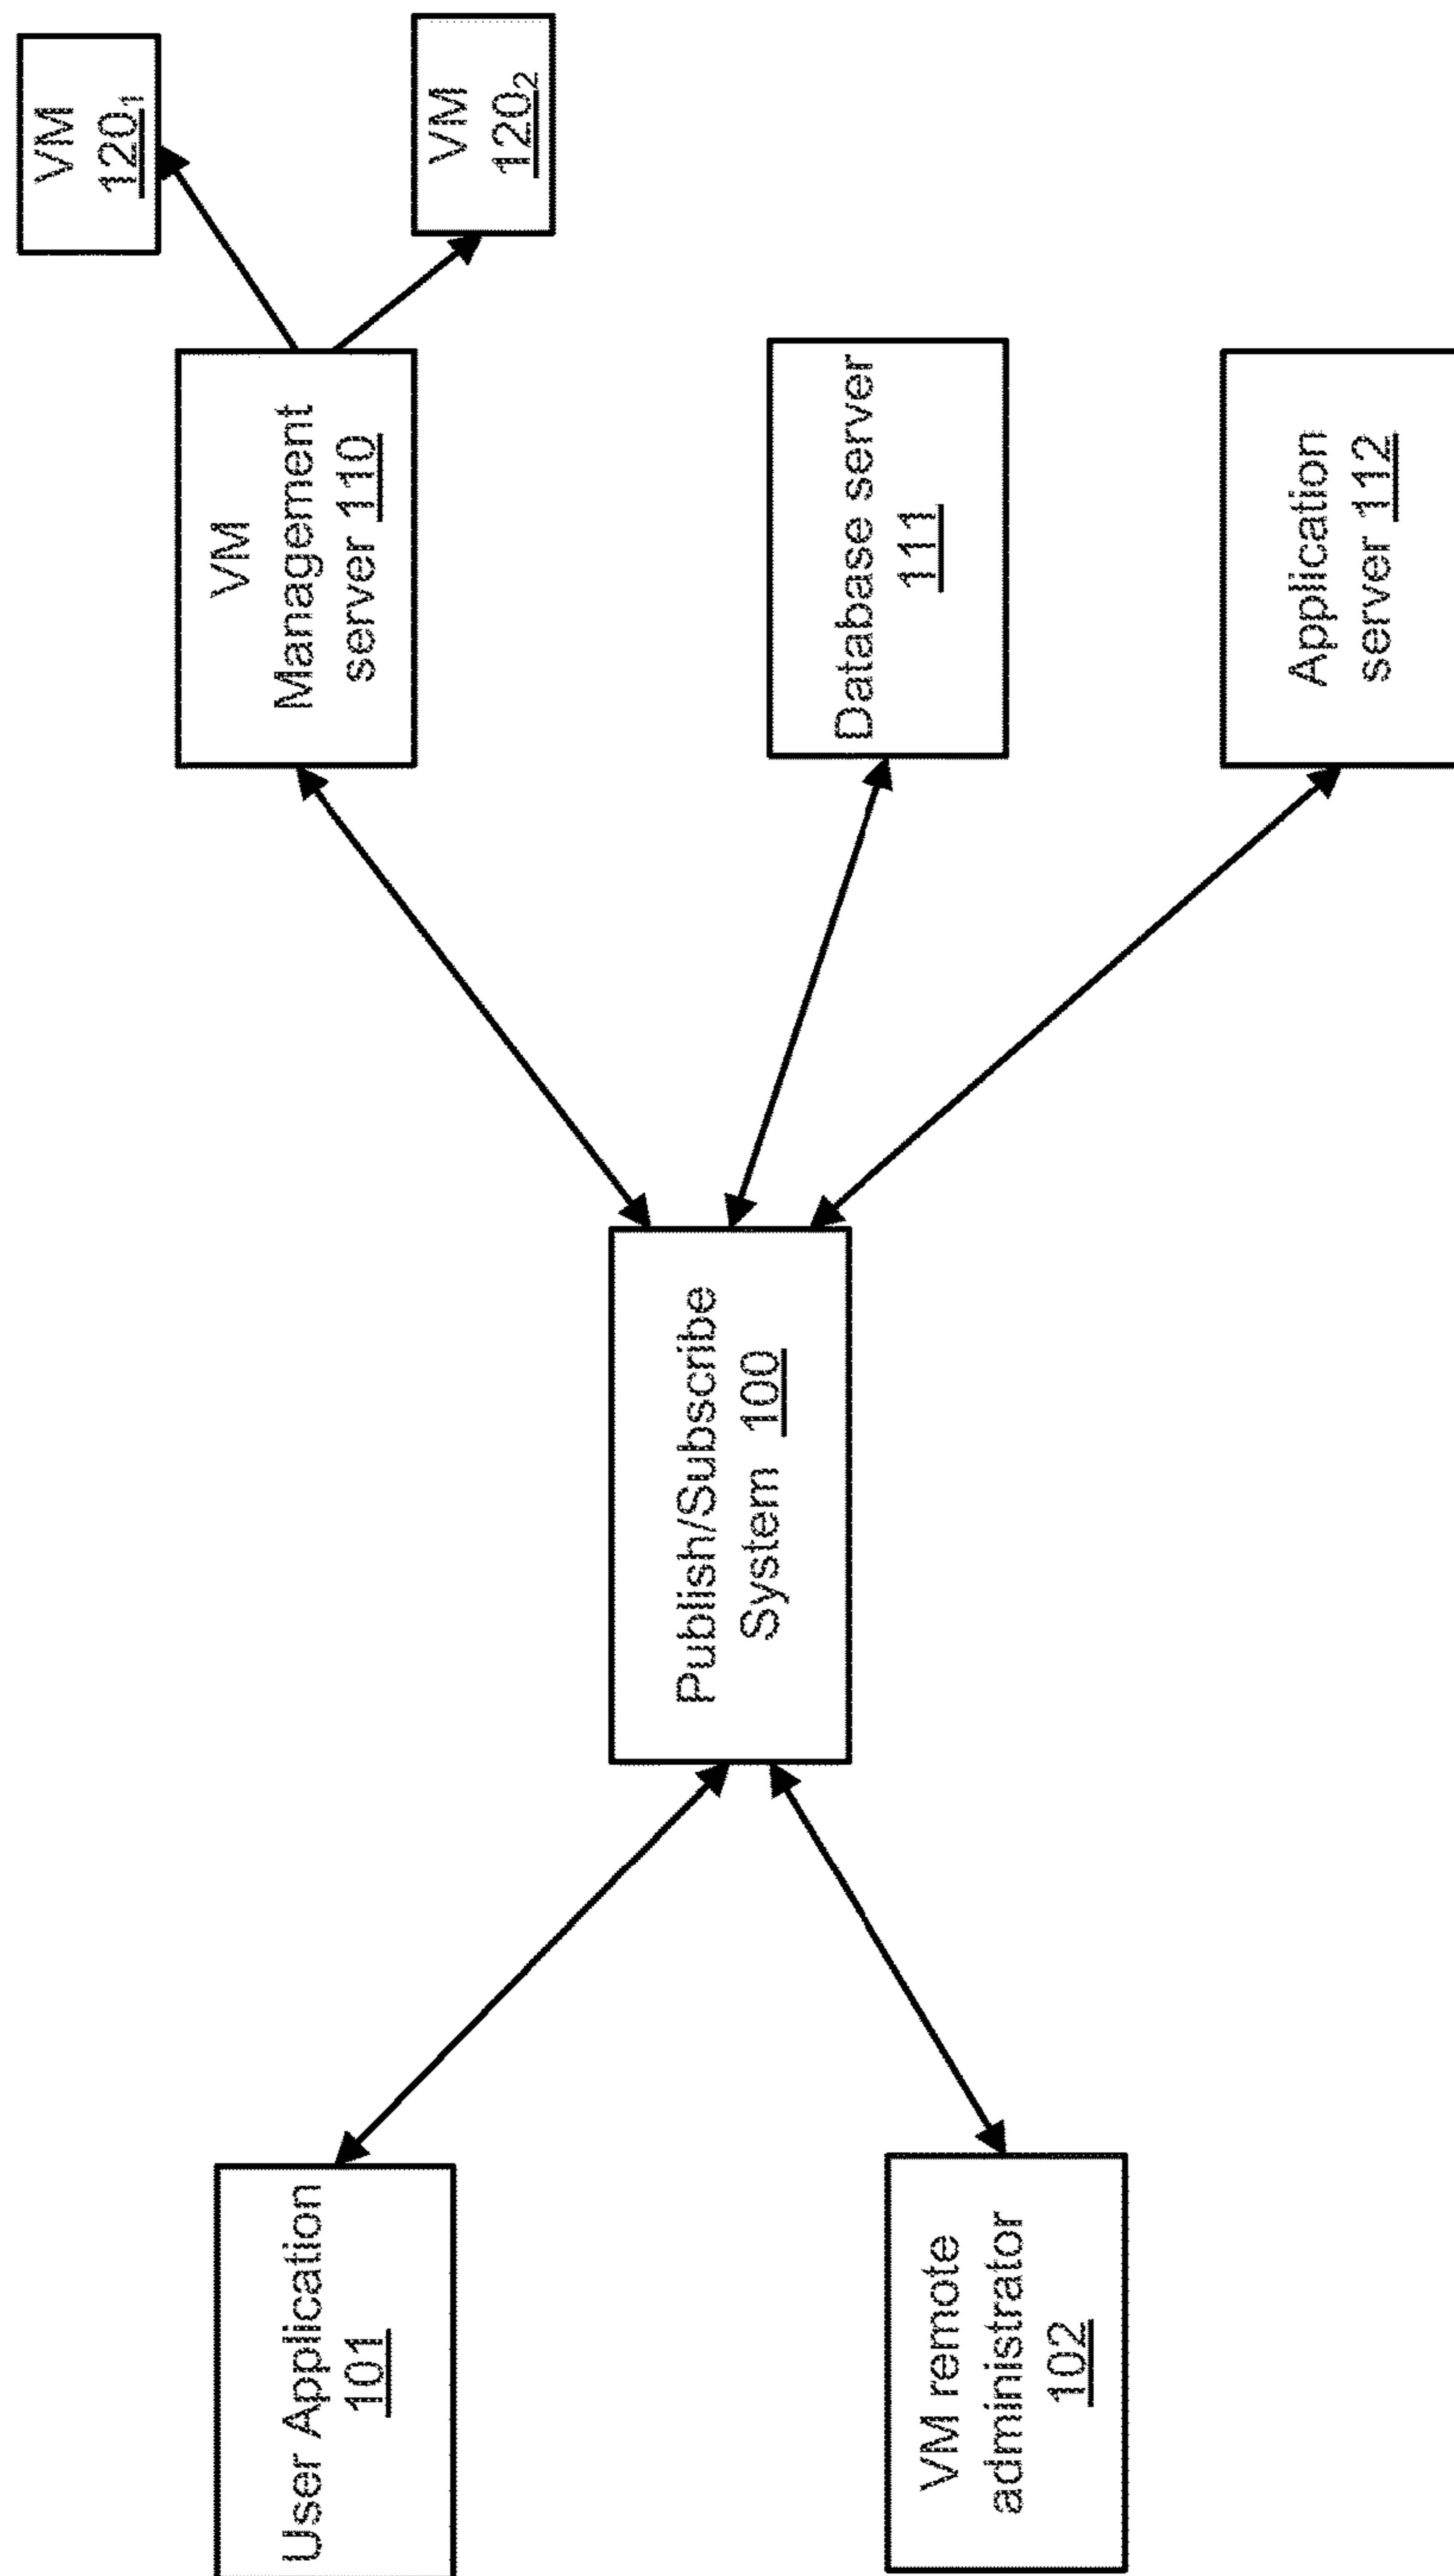 User Application
101
VM remote
administrator
102
Publish/Subscribe
System 100
VM
Management
server 110
Database server
111
Application
server 112
VM
120₁
VM
120₂